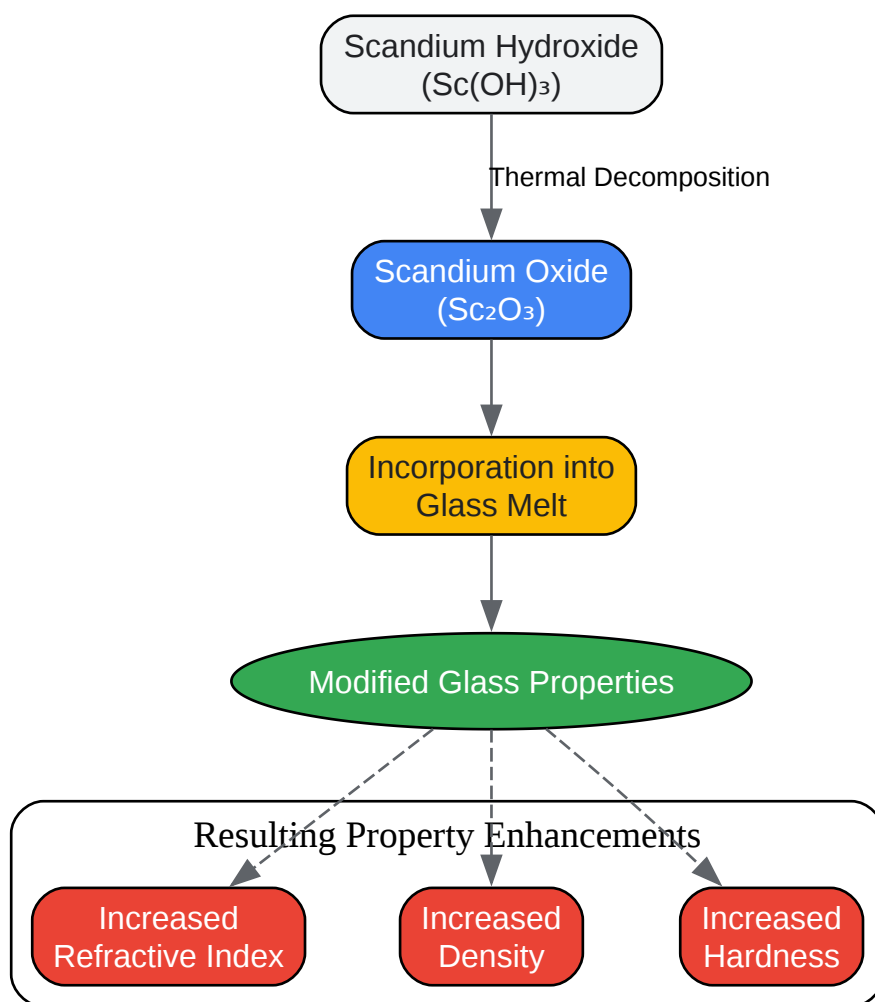 Scandium Hydroxide
(Sc(OH)₃)
Thermal Decomposition
Scandium Oxide
(Sc₂O₃)
Incorporation into
Glass Melt
Modified Glass Properties
Resulting Property Enhancements
Increased
Refractive Index
Increased
Density
Increased
Hardness